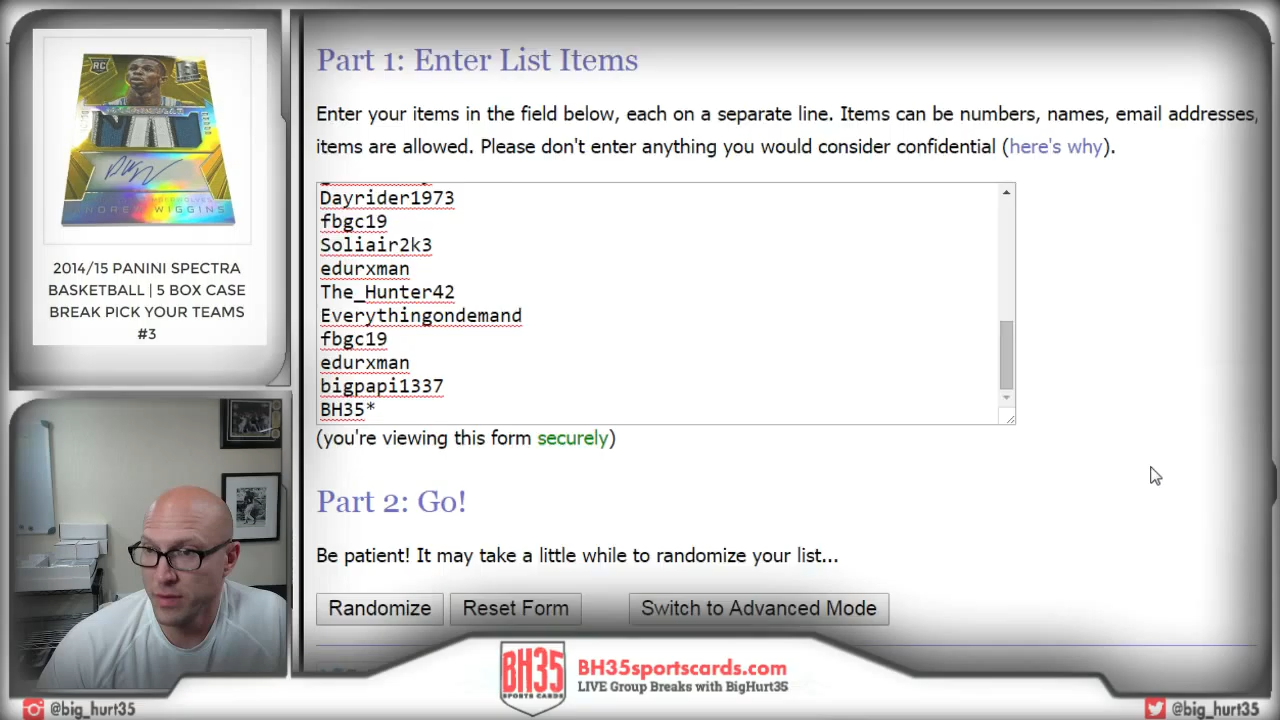 RC
ANDREW WIGGINS
2014/15 PANINI SPECTRA
BASKETBALL | 5 BOX CASE
BREAK PICK YOUR TEAMS
#3
Part 1: Enter List Items
Enter your items in the field below, each on a separate line. Items can be numbers, names, email addresses,
items are allowed. Please don't enter anything you would consider confidential (here's why).
Dayrider1973
fbgc19
Soliair2k3
edurxman
The_Hunter42
Everythingondemand
fbgc19
edurxman
bigpapi1337
BH35*
(you're viewing this form securely)
Part 2: Go!
Be patient! It may take a little while to randomize your list...
Randomize Reset Form Switch to Advanced Mode
BH35
SPORTS CARDS
BH35sportscards.com
LIVE Group Breaks with BigHurt35
@big_hurt35
@big_hurt35